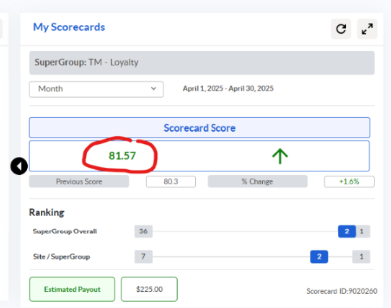 My Scorecards
SuperGroup: TM - Loyalty
Month April 1, 2025 - April 30, 2025
Scorecard Score
81.57
Previous Score 80.3 % Change +1.6%
Ranking
SuperGroup Overall 36 2 1
Site / SuperGroup 7 2 1
Estimated Payout $225.00 Scorecard ID:9020260